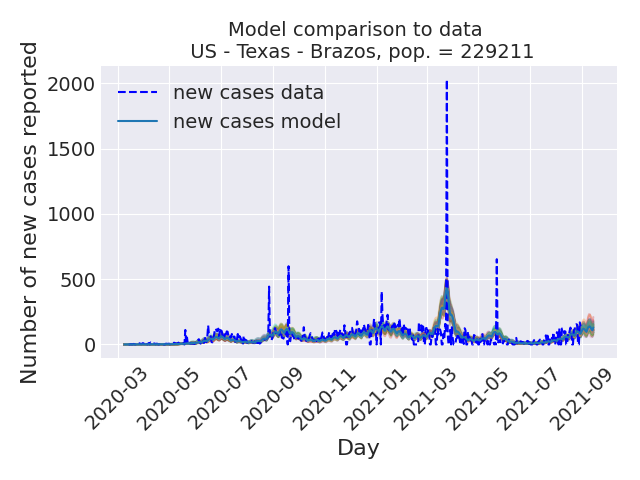 Model comparison to data
US - Texas - Brazos, pop. = 229211
Number of new cases reported
2000
1500
1000
500
0
new cases data
new cases model
2020-03
2020-05
2020-07
2020-09
2020-11
2021-01
2021-03
2021-05
2021-07
2021-09
Day